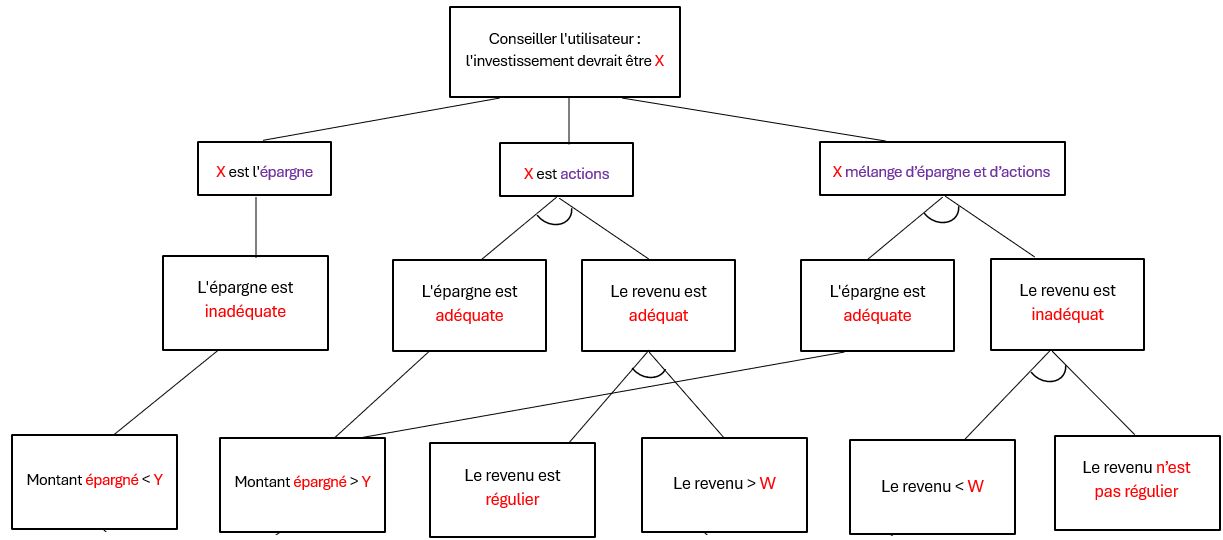 Conseiller l'utilisateur :
l'investissement devrait être X
X est l'épargne
X est actions
X mélange d'épargne et d'actions
L'épargne est
inadéquate
L'épargne est
adéquate
Le revenu est
adéquat
L'épargne est
adéquate
Le revenu est
inadéquat
Montant épargné < Y
Montant épargné > Y
Le revenu est
régulier
Le revenu > W
Le revenu < W
Le revenu n'est
pas régulier